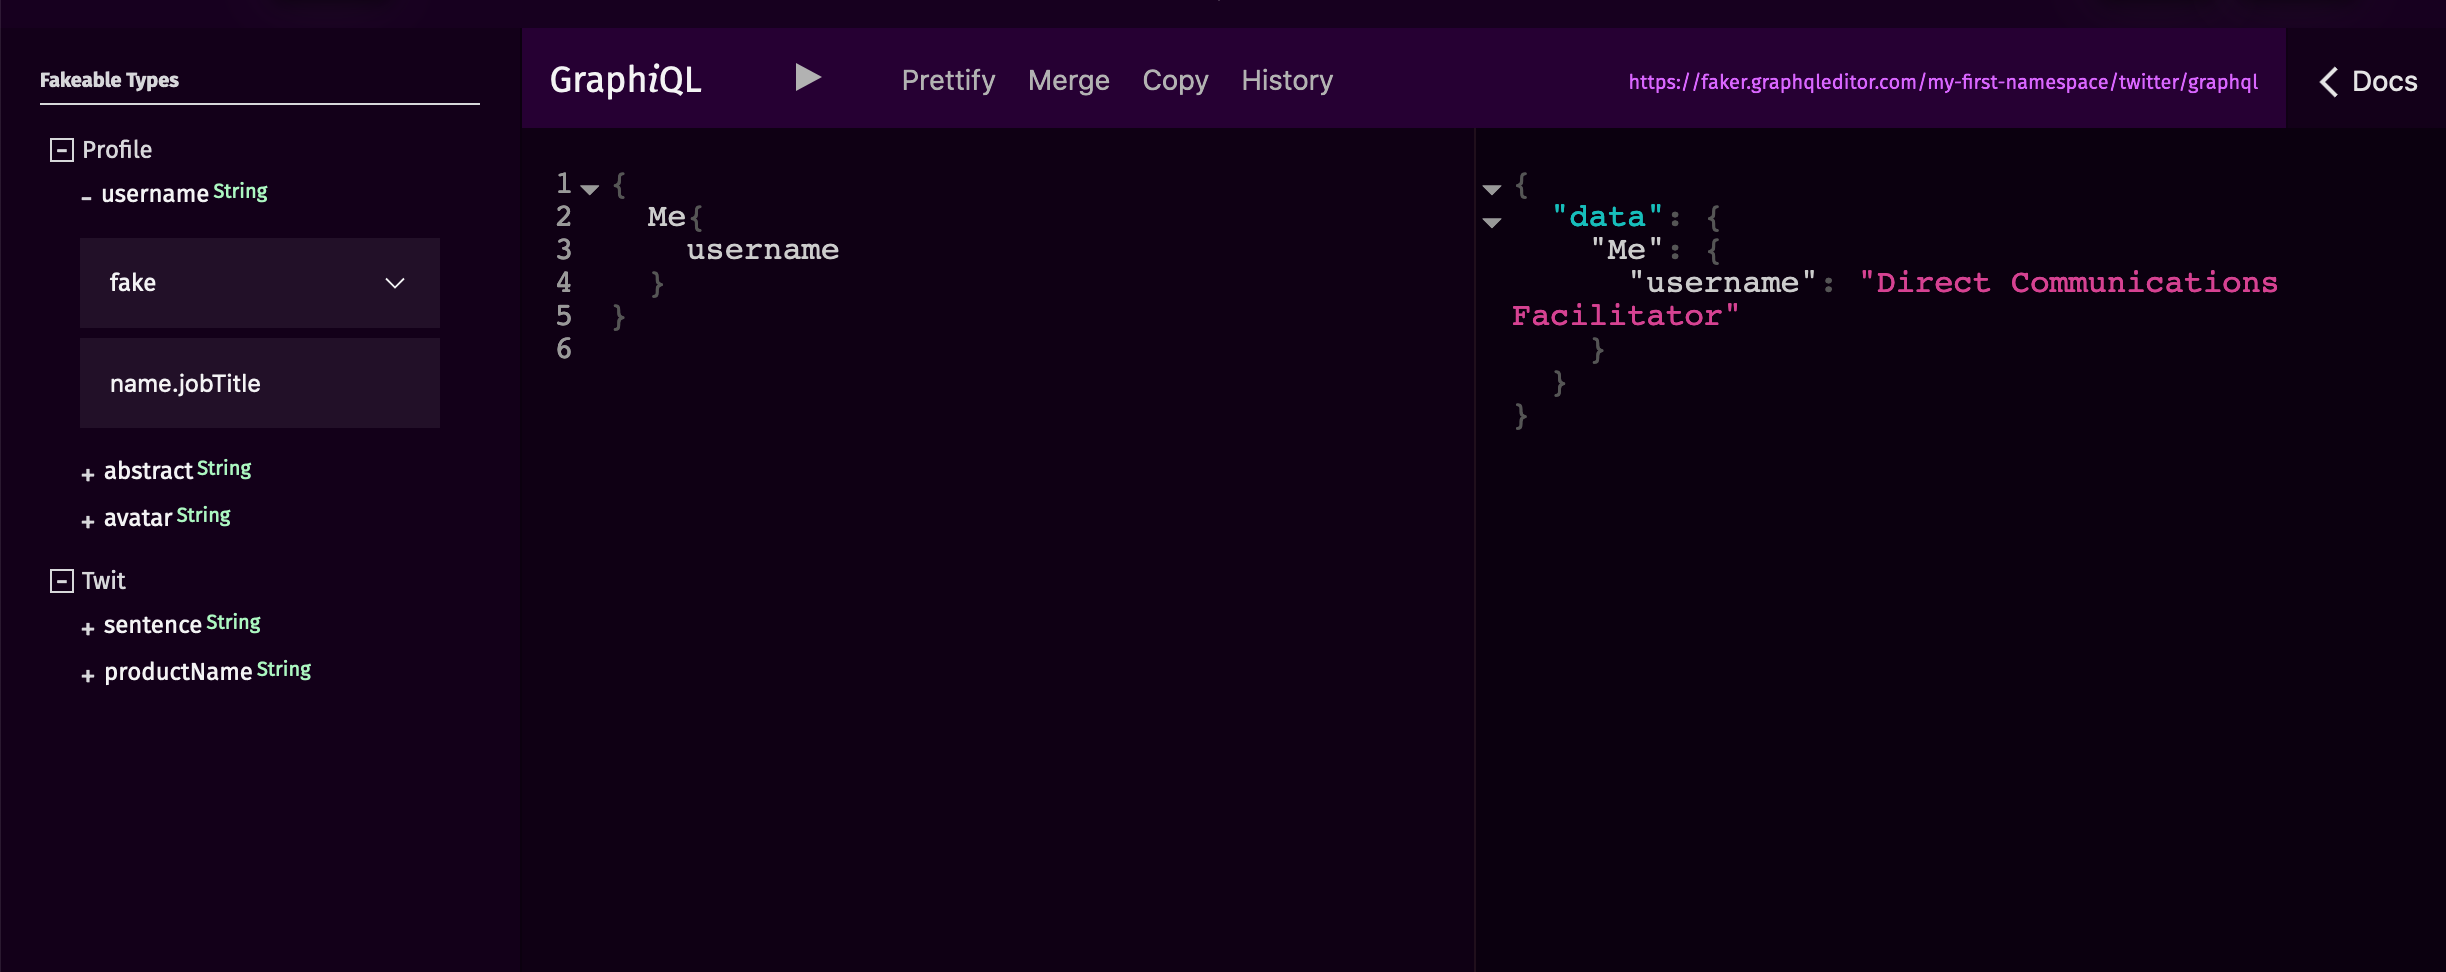 Fakeable Types
Profile
- username String
fake
name.jobTitle
+ abstract String
+ avatar String
Twit
+ sentence String
+ productName String
GraphiQL Prettify Merge Copy History https://faker.graphqleditor.com/my-first-namespace/twitter/graphql Docs
1 {
2 Me{
3 username
4 }
5 }
6
{
"data": {
"Me": {
"username": "Direct Communications
Facilitator"
}
}
}